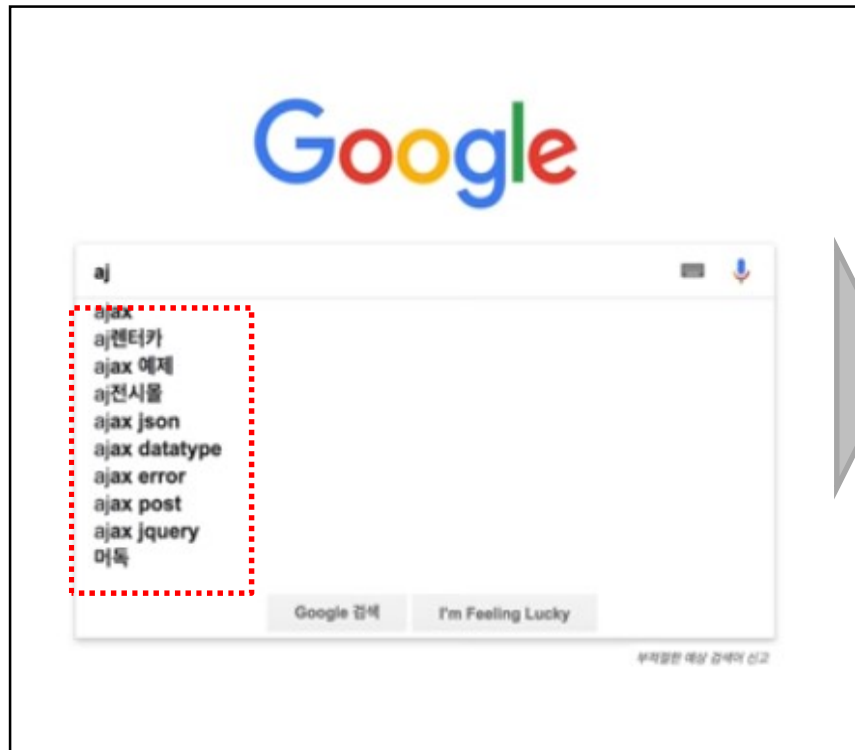 Google
aj
ajax
aj렌터카
ajax 예제
aj전시몰
ajax json
ajax datatype
ajax error
ajax post
ajax jquery
머독
Google 검색
I'm Feeling Lucky
부적절한 예상 검색어 신고